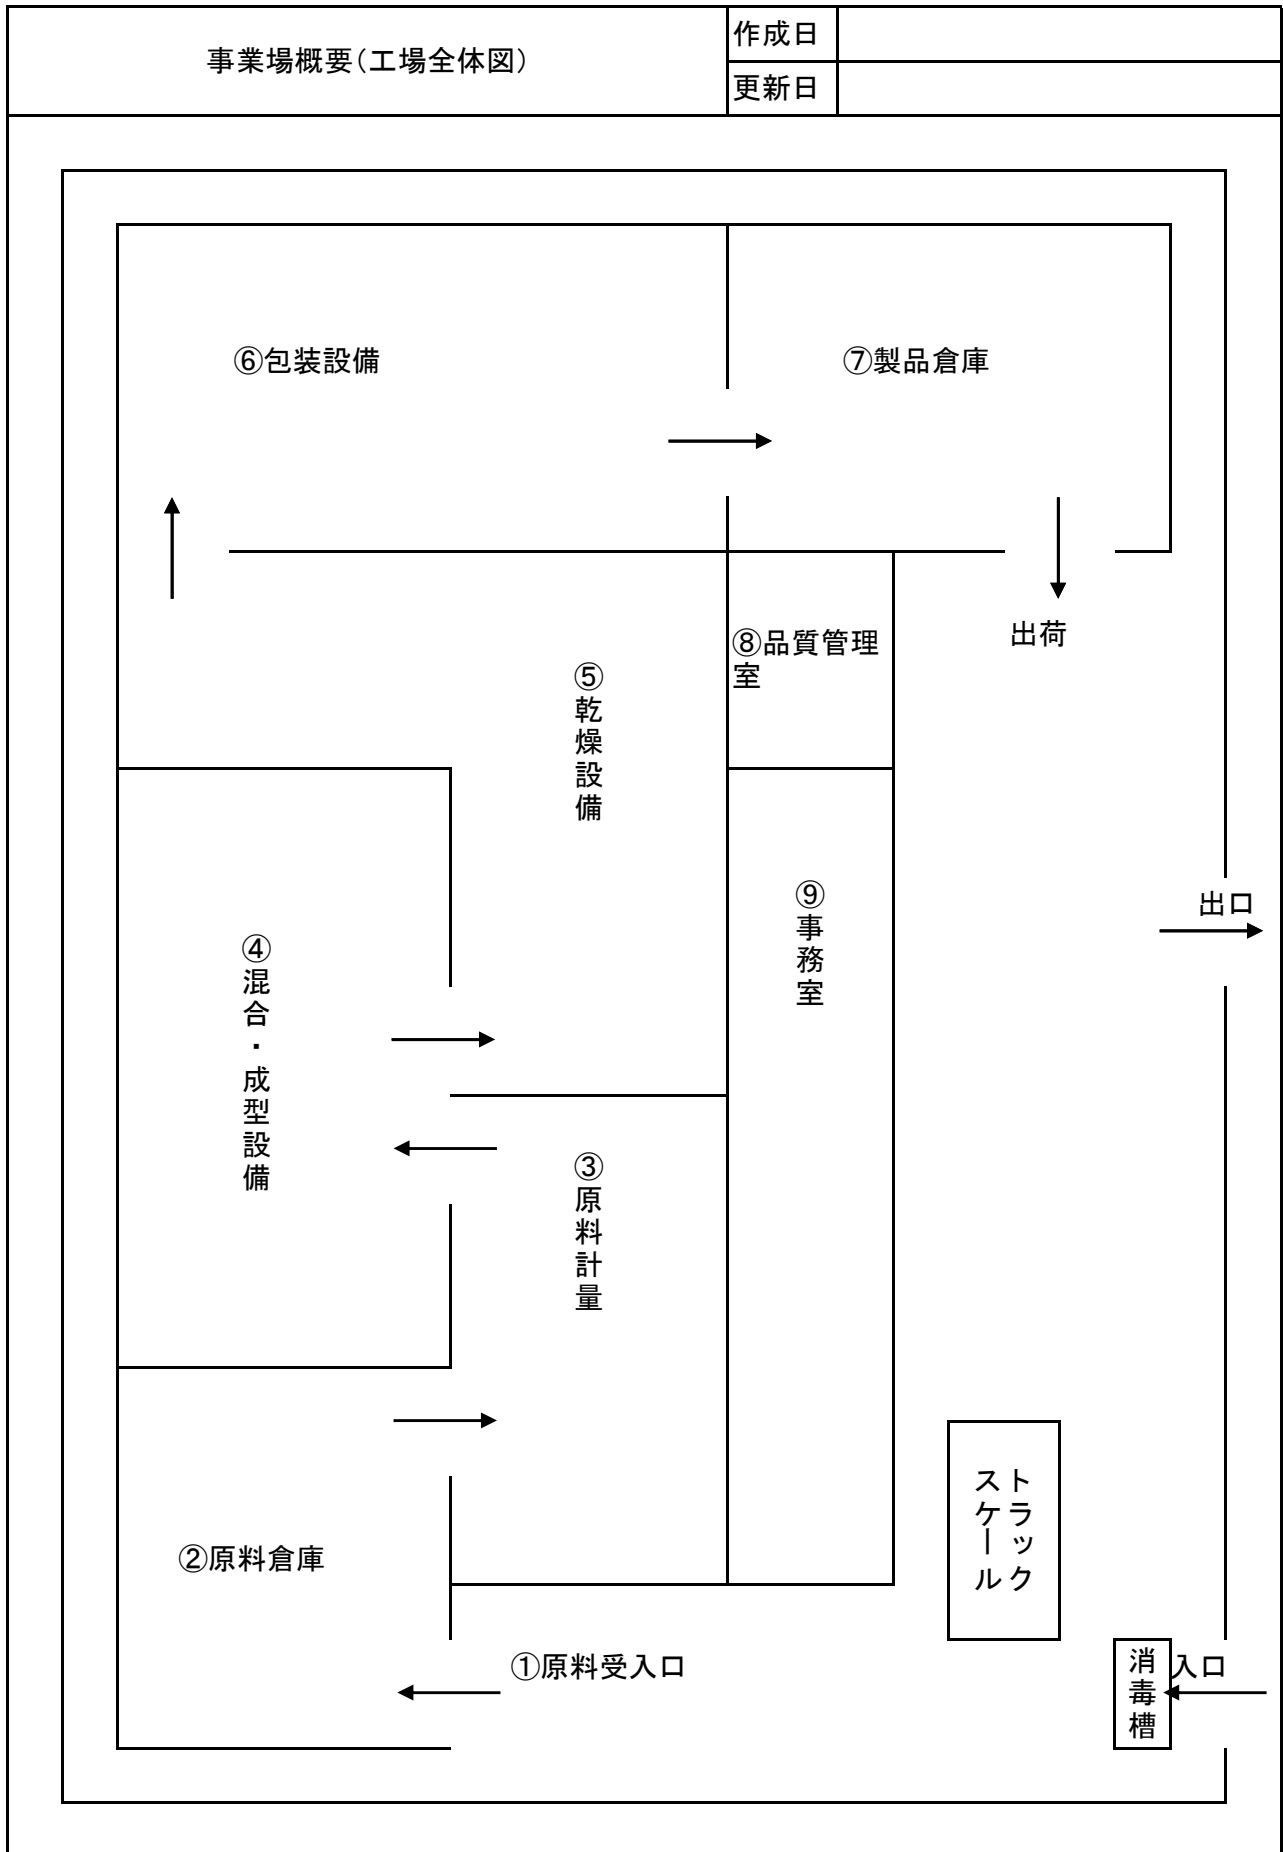 事業場概要（工場全体図）
作成日
更新日
⑥包装設備
⑦製品倉庫
出荷
⑧品質管理
室
⑤乾燥設備
⑨事務室
出口
④混合・成型設備
③原料計量
トラック
スケール
②原料倉庫
①原料受入口
消毒槽
入口